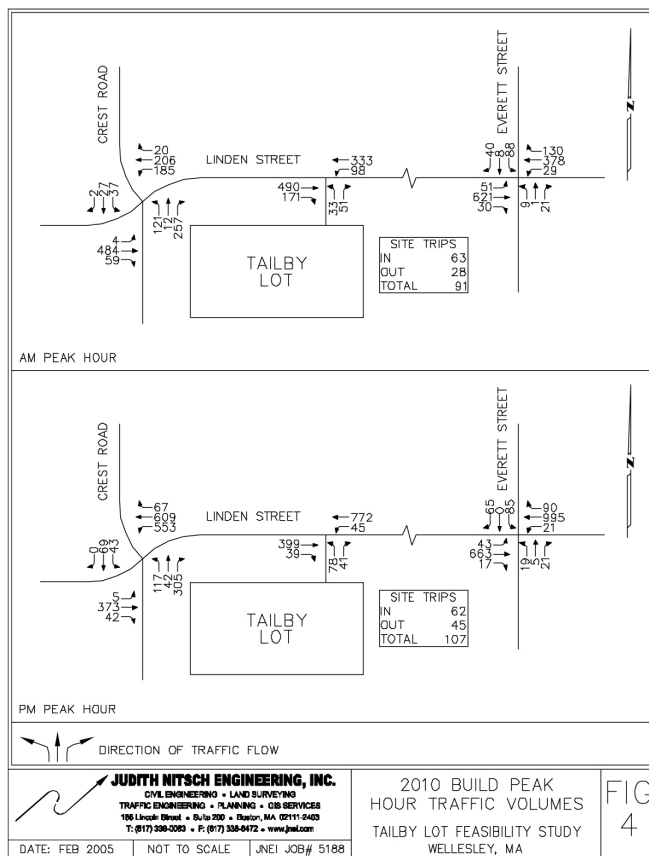 CREST ROAD
EVERETT STREET
N
20
206
185
LINDEN STREET
333
98
40
8
88
130
378
29
2
27
37
490
171
33
51
51
621
30
9
1
21
121
12
257
4
484
59
TAILBY
LOT
SITE TRIPS
IN 63
OUT 28
TOTAL 91
AM PEAK HOUR
CREST ROAD
EVERETT STREET
N
67
609
553
LINDEN STREET
772
45
65
0
85
90
995
21
0
69
43
399
39
78
41
43
663
17
19
5
21
117
42
305
5
373
42
TAILBY
LOT
SITE TRIPS
IN 62
OUT 45
TOTAL 107
PM PEAK HOUR
DIRECTION OF TRAFFIC FLOW
JUDITH NITSCH ENGINEERING, INC.
CIVIL ENGINEERING • LAND SURVEYING
TRAFFIC ENGINEERING • PLANNING • GIS SERVICES
186 Lincoln Street • Suite 200 • Boston, MA 02111-2403
T: (617) 338-0063 • F: (617) 338-6472 • www.jnei.com
2010 BUILD PEAK
HOUR TRAFFIC VOLUMES
TAILBY LOT FEASIBILITY STUDY
WELLESLEY, MA
FIG
4
DATE: FEB 2005
NOT TO SCALE
JNEI JOB# 5188